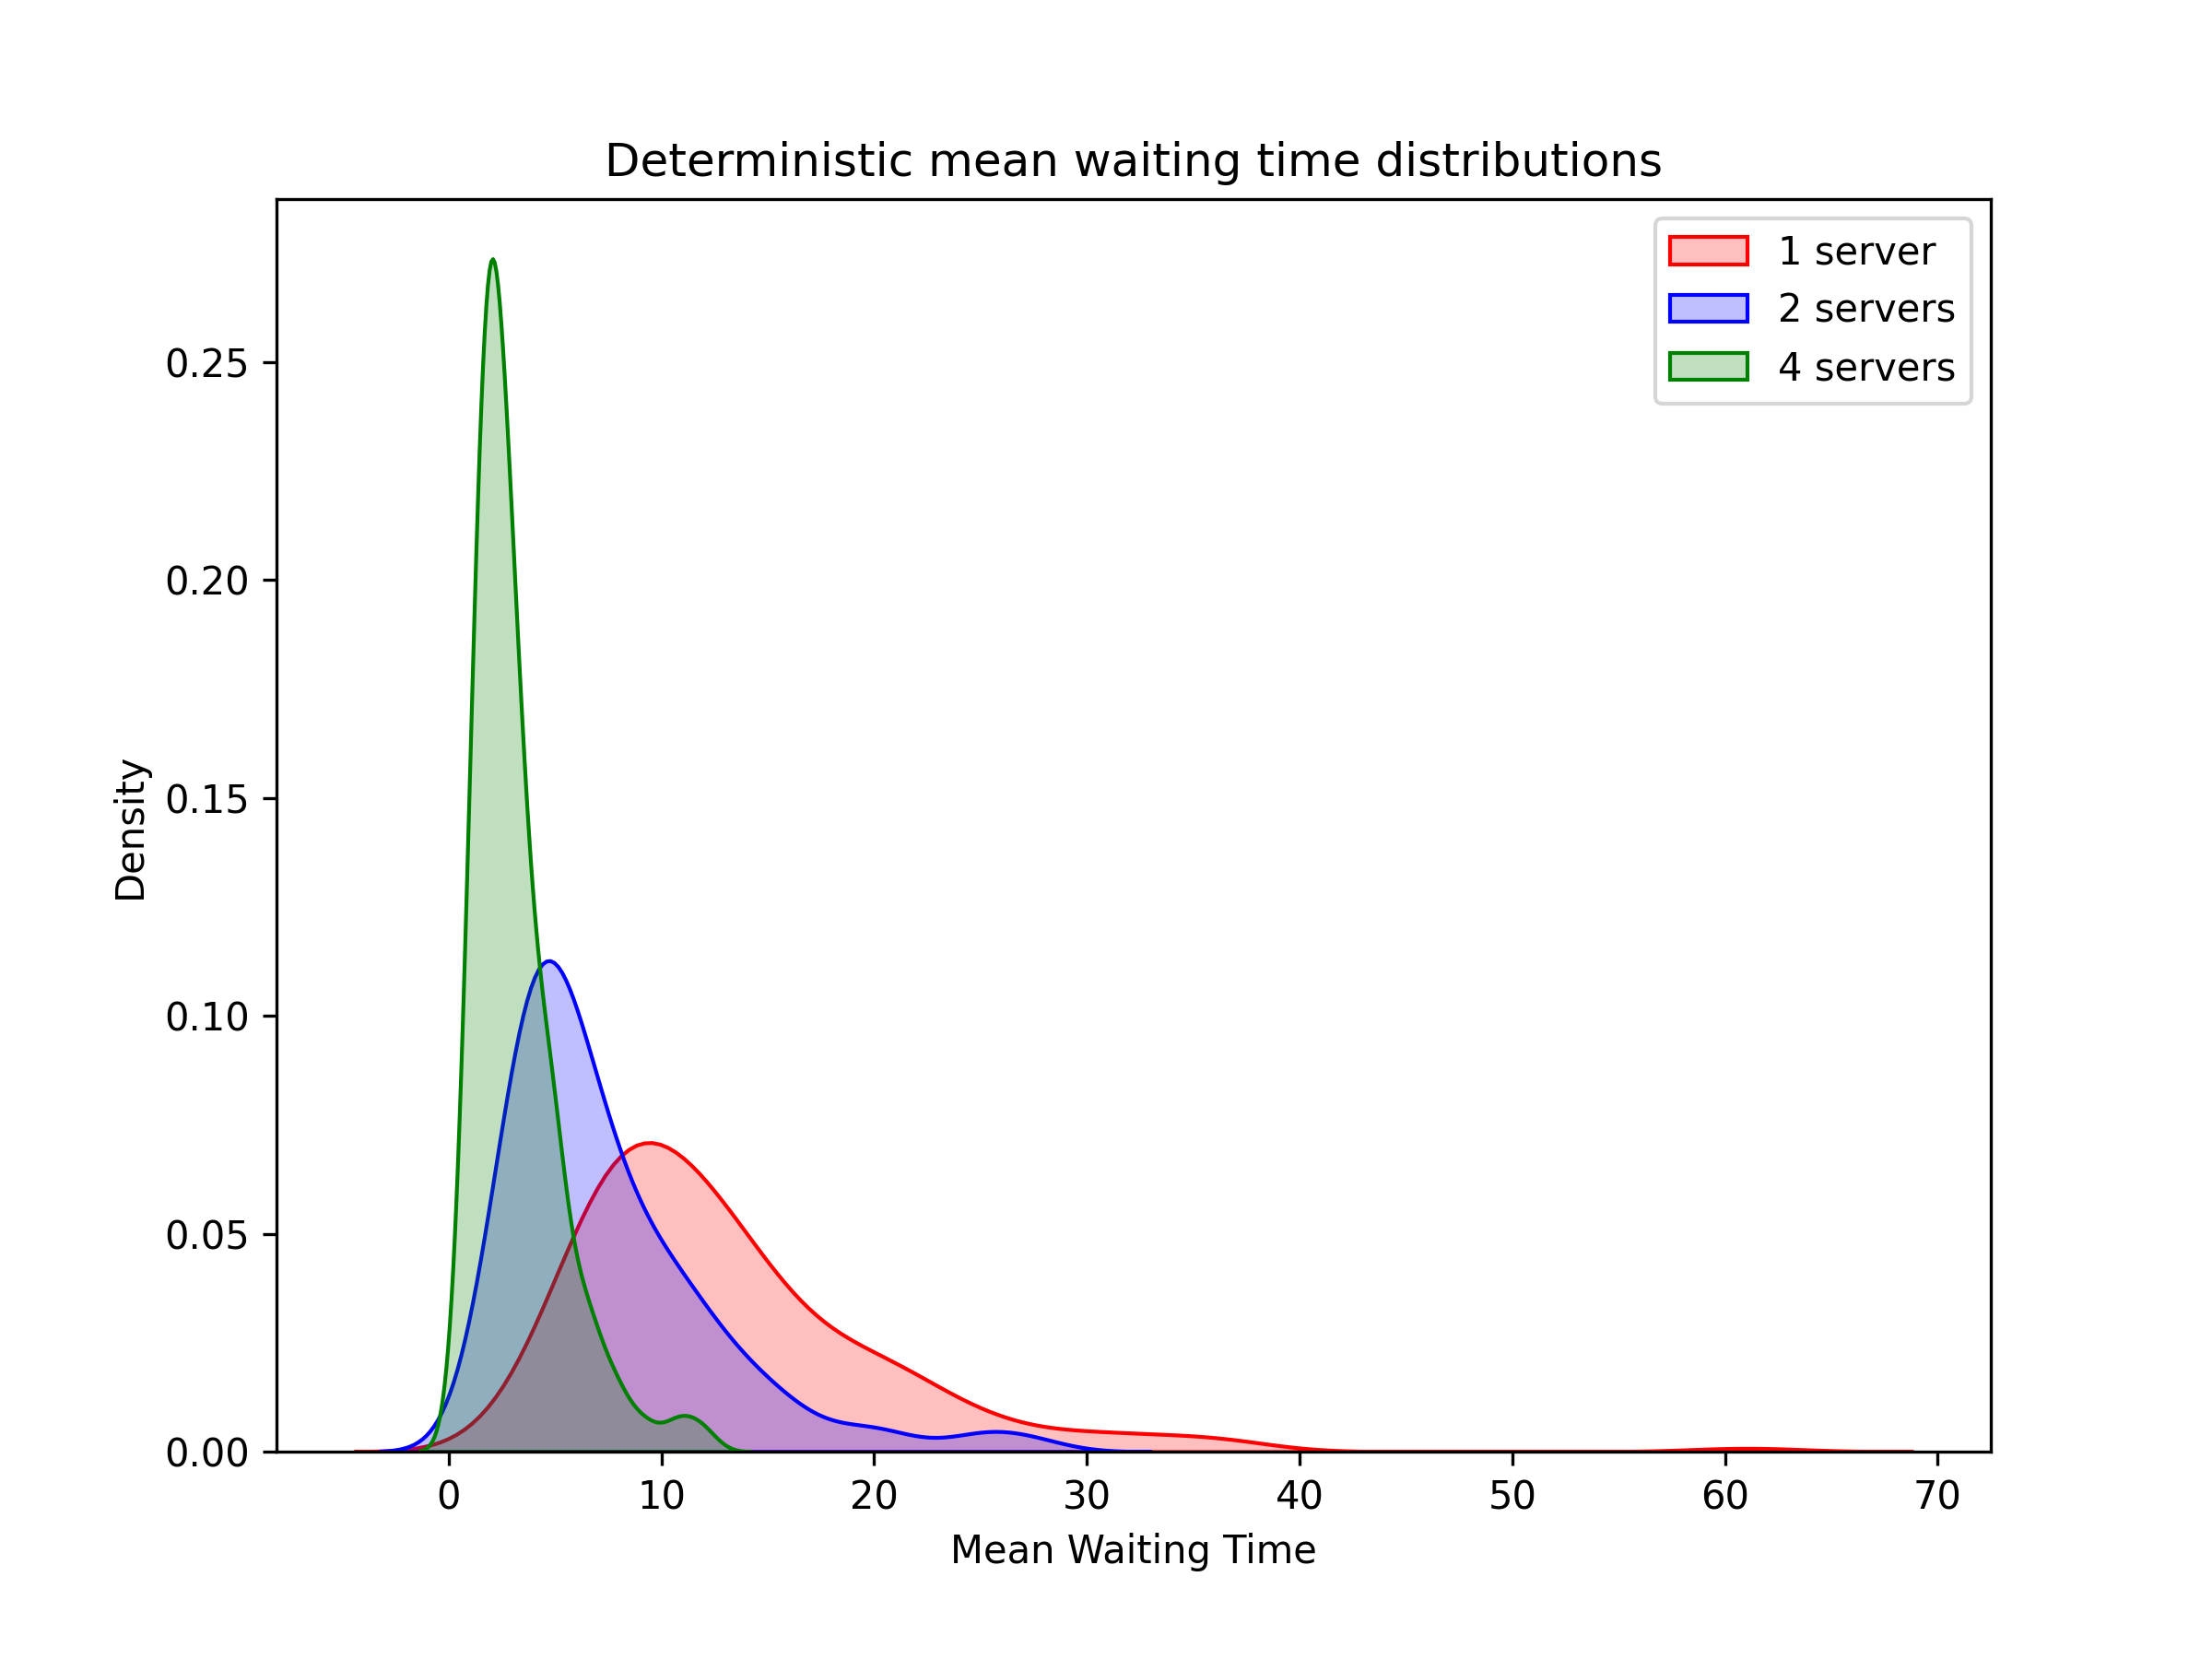 Deterministic mean waiting time distributions
1 server
2 servers
4 servers
0.25
0.20
0.15
0.10
0.05
0.00
Density
0 10 20 30 40 50 60 70
Mean Waiting Time